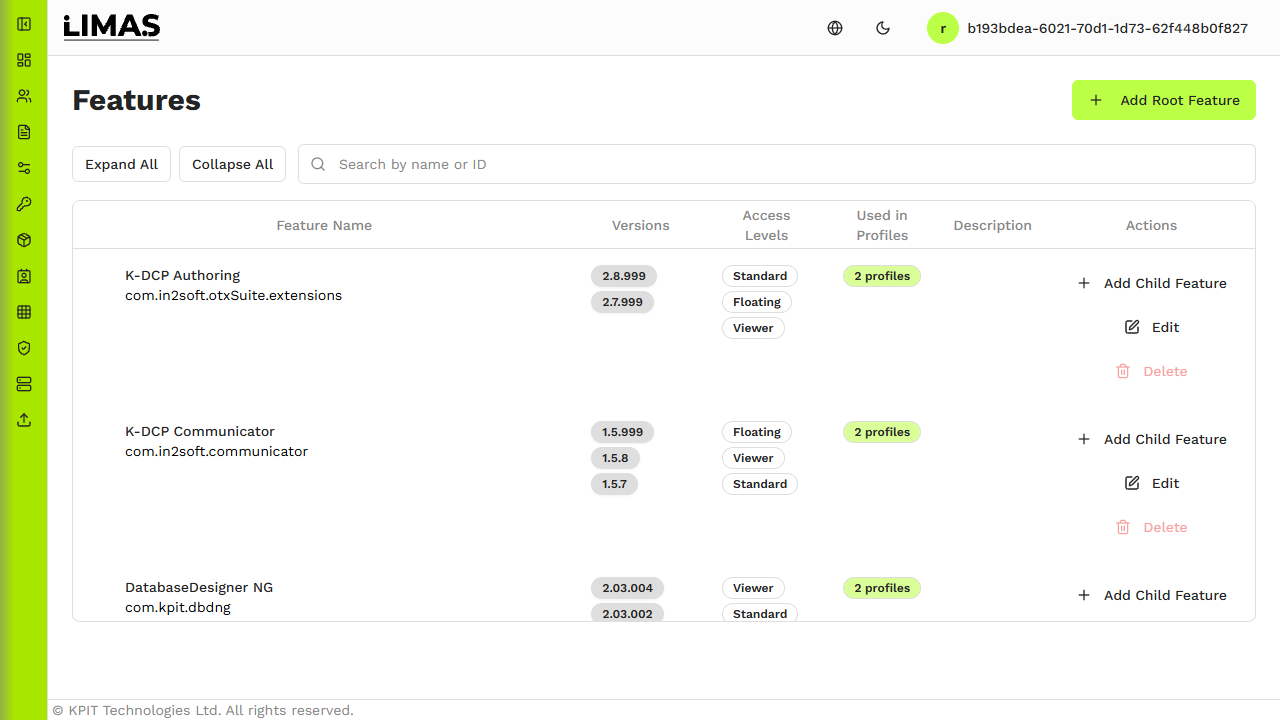 LIMAS
r
b193bdea-6021-70d1-1d73-62f448b0f827
Features
Add Root Feature
Expand All
Collapse All
Search by name or ID
Feature Name
Versions
Access
Levels
Used in
Profiles
Description
Actions
K-DCP Authoring
com.in2soft.otxSuite.extensions
2.8.999
2.7.999
Standard
Floating
Viewer
2 profiles
Add Child Feature
Edit
Delete
K-DCP Communicator
com.in2soft.communicator
1.5.999
1.5.8
1.5.7
Floating
Viewer
Standard
2 profiles
Add Child Feature
Edit
Delete
DatabaseDesigner NG
com.kpit.dbdng
2.03.004
2.03.002
Viewer
Standard
2 profiles
Add Child Feature
© KPIT Technologies Ltd. All rights reserved.